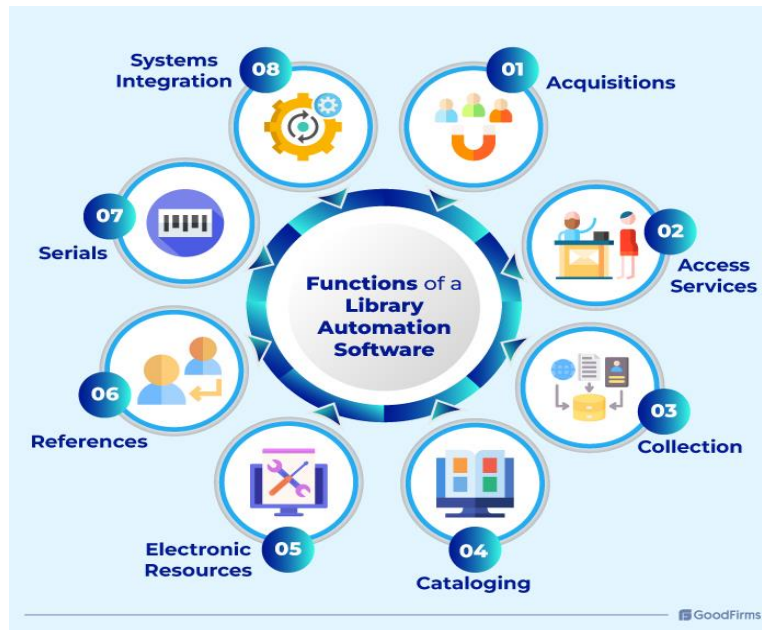 Functions of a
Library
Automation
Software
01
Acquisitions
02
Access
Services
03
Collection
04
Cataloging
05
Electronic
Resources
06
References
07
Serials
08
Systems
Integration
GoodFirms